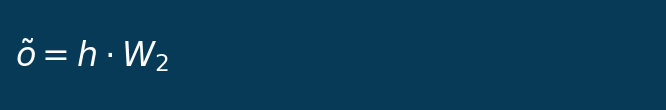 õ = h · W₂